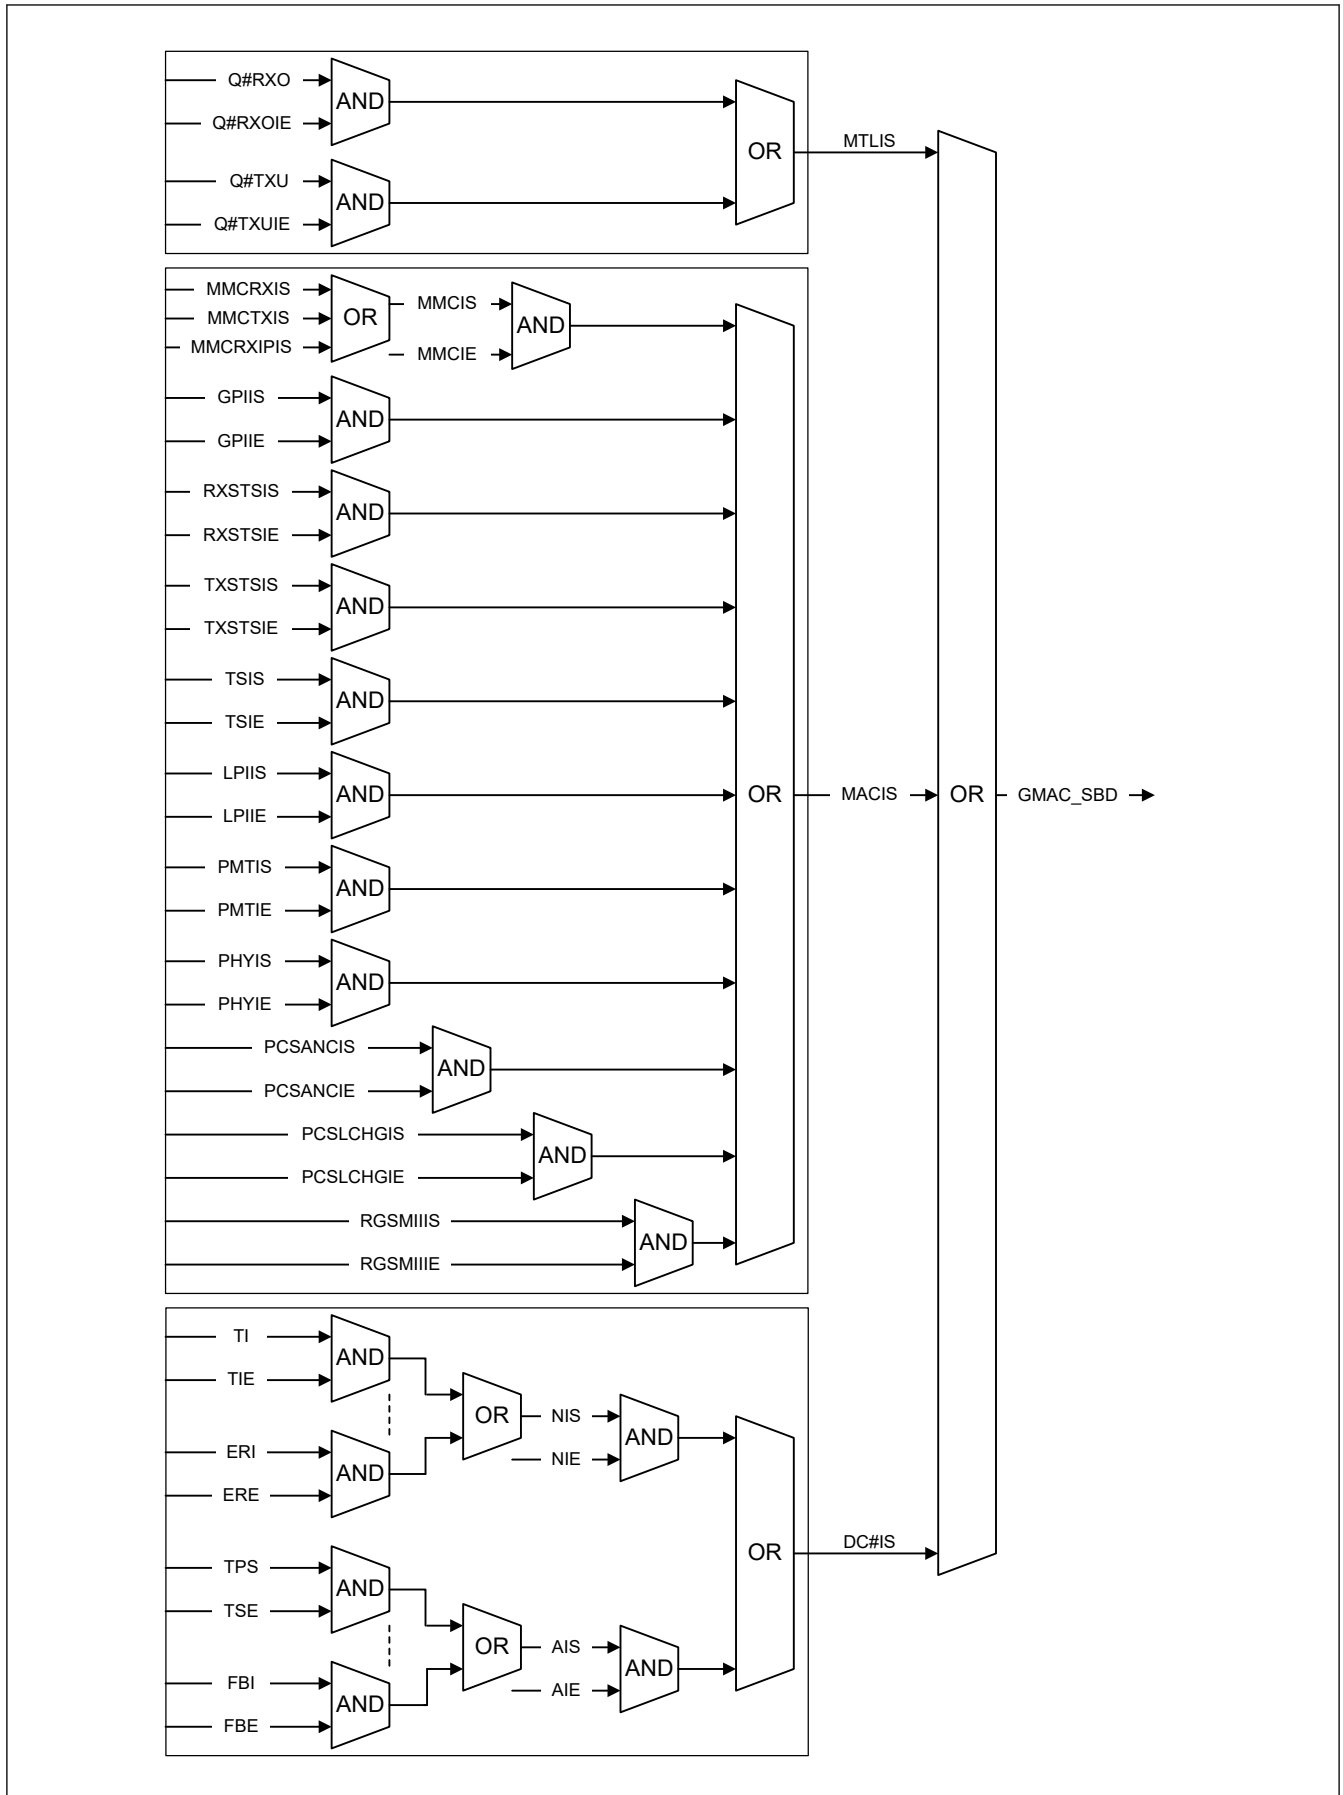 Q#RXO
AND
Q#RXOIE
OR
MTLIS
Q#TXU
AND
Q#TXUIE
MMCRXIS
OR
MMCIS
MMCTXIS
AND
MMCRXIPIS
MMCIE
GPIIS
AND
GPIIE
RXSTSIS
AND
RXSTSIE
TXSTSIS
AND
TXSTSIE
TSIS
AND
TSIE
LPIIS
AND
OR
MACIS
OR
GMAC_SBD
LPIIE
PMTIS
AND
PMTIE
PHYIS
AND
PHYIE
PCSANCIS
AND
PCSANCIE
PCSLCHGIS
AND
PCSLCHGIE
RGSMIIIS
AND
RGSMIIIE
TI
AND
TIE
OR
NIS
AND
NIE
ERI
AND
ERE
OR
DC#IS
TPS
AND
TSE
OR
AIS
AND
AIE
FBI
AND
FBE